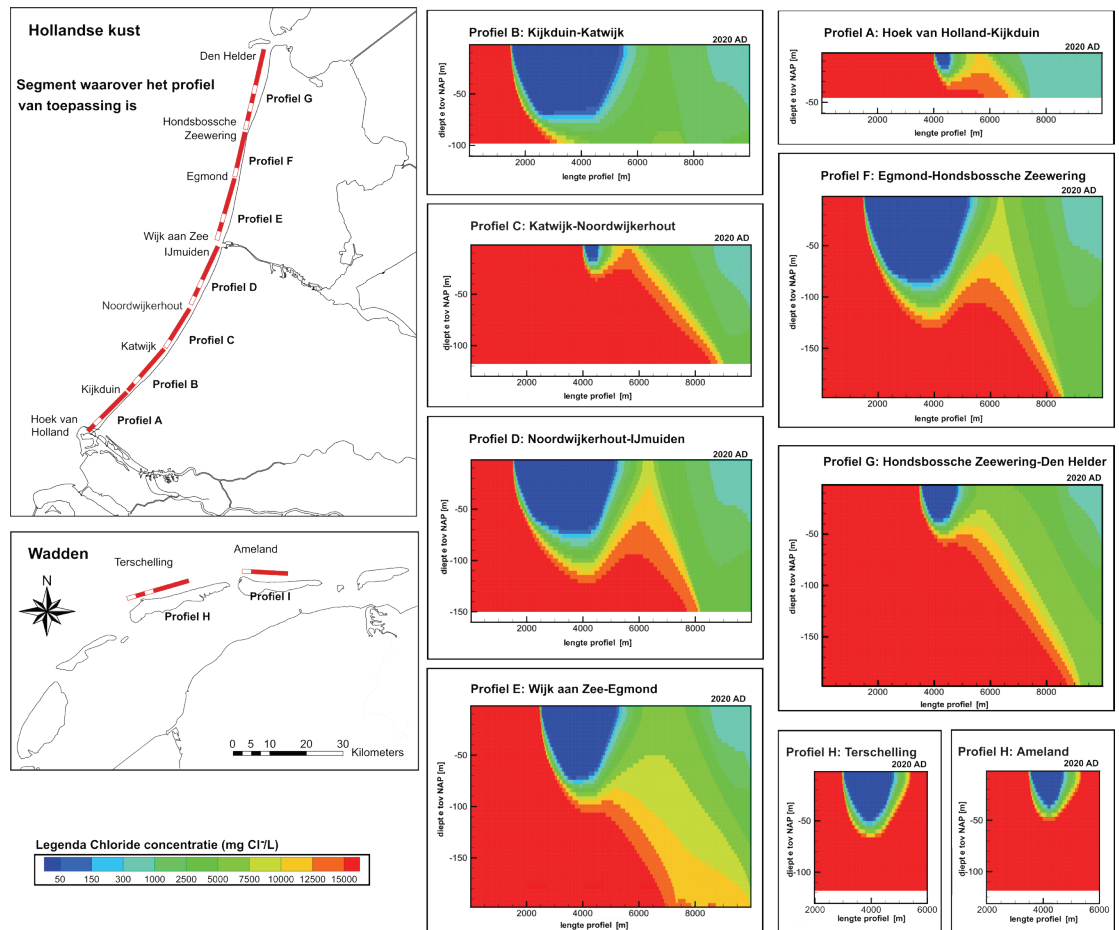 Hollandse kust
Den Helder
Segment waarover het profiel
van toepassing is
Profiel G
Hondsbossche
Zeewering
Profiel F
Egmond
Profiel E
Wijk aan Zee
IJmuiden
Profiel D
Noordwijkerhout
Profiel C
Katwijk
Profiel B
Kijkduin
Hoek van
Holland
Profiel A
Wadden
Ameland
Terschelling
N
Profiel I
Profiel H
0 5 10 20 30
Kilometers
Legenda Chloride concentratie (mg Cl-/L)
50 150 300 1000 2500 5000 7500 10000 12500 15000
Profiel B: Kijkduin-Katwijk
2020 AD
diept e tov NAP [m]
-50
-100
2000 4000 6000 8000
lengte profiel [m]
Profiel C: Katwijk-Noordwijkerhout
2020 AD
diept e tov NAP [m]
-50
-100
2000 4000 6000 8000
lengte profiel [m]
Profiel D: Noordwijkerhout-IJmuiden
2020 AD
diept e tov NAP [m]
-50
-100
-150
2000 4000 6000 8000
lengte profiel [m]
Profiel E: Wijk aan Zee-Egmond
2020 AD
diept e tov NAP [m]
-50
-100
-150
2000 4000 6000 8000
lengte profiel [m]
Profiel A: Hoek van Holland-Kijkduin
2020 AD
diept e tov NAP [m]
-50
2000 4000 6000 8000
lengte profiel [m]
Profiel F: Egmond-Hondsbossche Zeewering
2020 AD
diept e tov NAP [m]
-50
-100
-150
2000 4000 6000 8000
lengte profiel [m]
Profiel G: Hondsbossche Zeewering-Den Helder
2020 AD
diept e tov NAP [m]
-50
-100
-150
2000 4000 6000 8000
lengte profiel [m]
Profiel H: Terschelling
2020 AD
diept e tov NAP [m]
-50
-100
2000 4000 6000
lengte profiel [m]
Profiel H: Ameland
2020 AD
diept e tov NAP [m]
-50
-100
2000 4000 6000
lengte profiel [m]